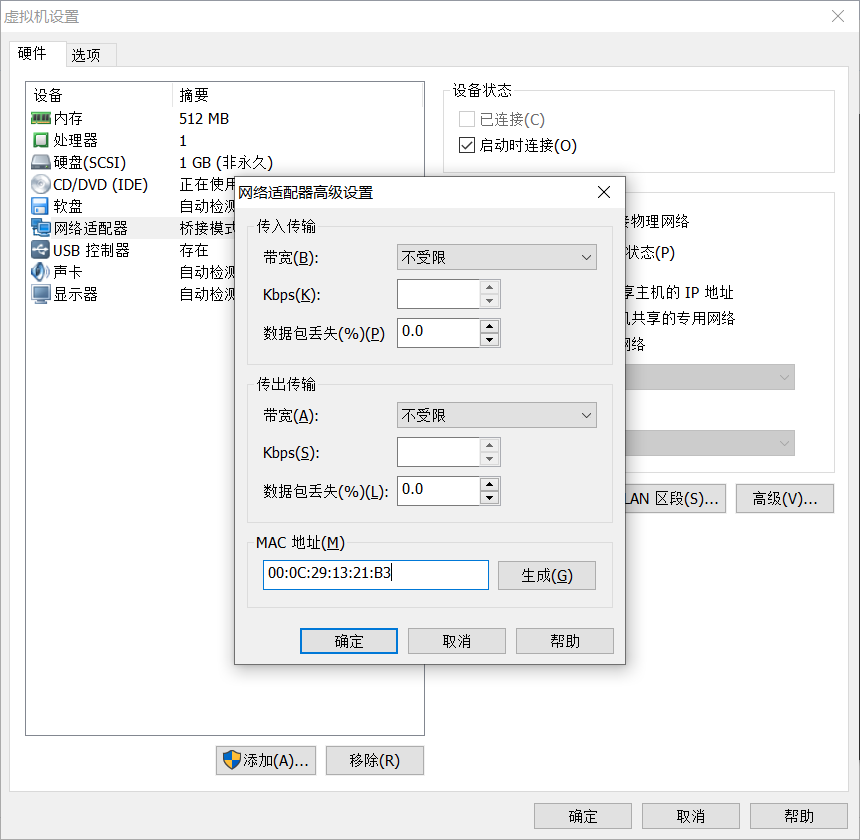 虚拟机设置
硬件
选项
设备
摘要
内存
512 MB
处理器
1
硬盘(SCSI)
1 GB (非永久)
CD/DVD (IDE)
正在使用
软盘
自动检测
网络适配器
桥接模式
USB 控制器
存在
声卡
自动检测
显示器
自动检测
添加(A)...
移除(R)
设备状态
已连接(C)
启动时连接(O)
物理网络
状态(P)
享主机的 IP 地址
机共享的专用网络
网络
LAN 区段(S)...
高级(V)...
网络适配器高级设置
传入传输
带宽(B):
不受限
Kbps(K):
数据包丢失(%)(P)
0.0
传出传输
带宽(A):
不受限
Kbps(S):
数据包丢失(%)(L):
0.0
MAC 地址(M)
00:0C:29:13:21:B3
生成(G)
确定
取消
帮助
确定
取消
帮助